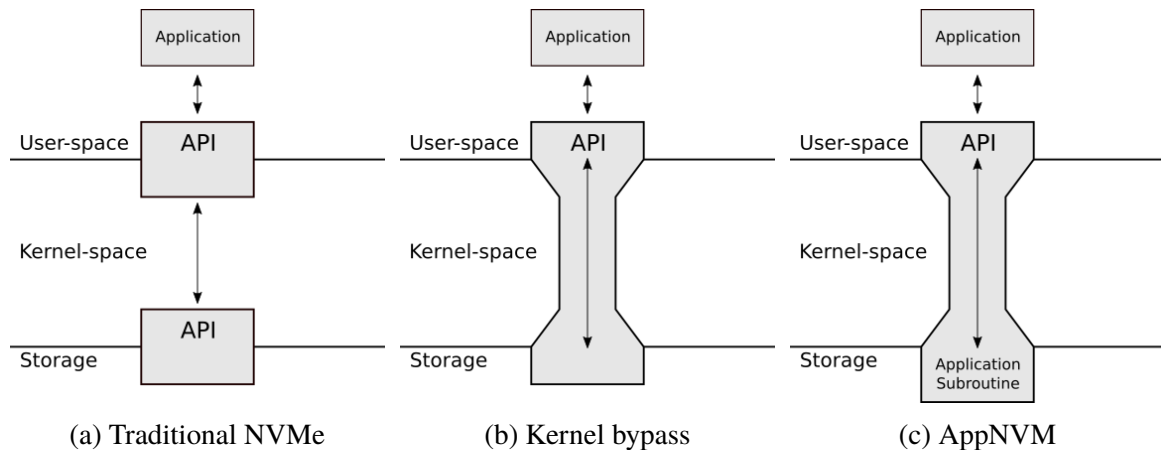 Application
User-space
API
Kernel-space
API
Storage
(a) Traditional NVMe
Application
User-space
API
Kernel-space
Storage
(b) Kernel bypass
Application
User-space
API
Kernel-space
Storage
Application
Subroutine
(c) AppNVM